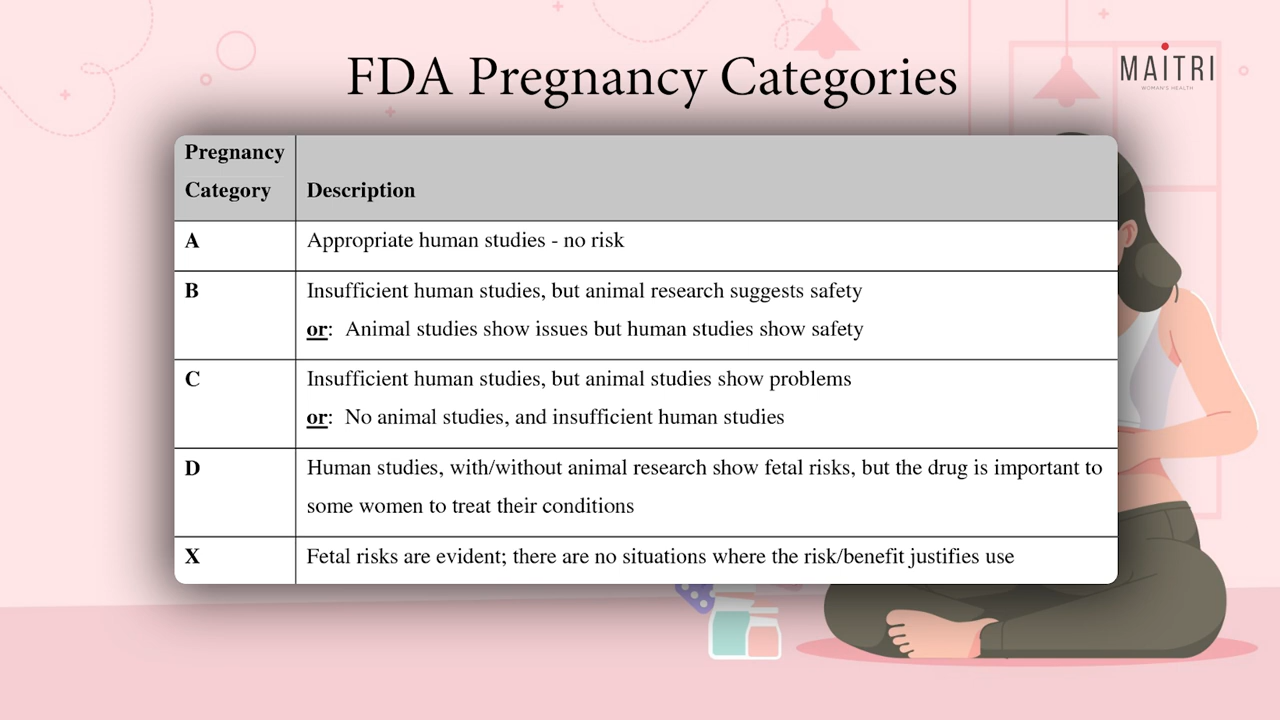 FDA Pregnancy Categories
MAITRI
WOMAN'S HEALTH
Pregnancy
Category
Description
A
Appropriate human studies - no risk
B
Insufficient human studies, but animal research suggests safety
or: Animal studies show issues but human studies show safety
C
Insufficient human studies, but animal studies show problems
or: No animal studies, and insufficient human studies
D
Human studies, with/without animal research show fetal risks, but the drug is important to
some women to treat their conditions
X
Fetal risks are evident; there are no situations where the risk/benefit justifies use